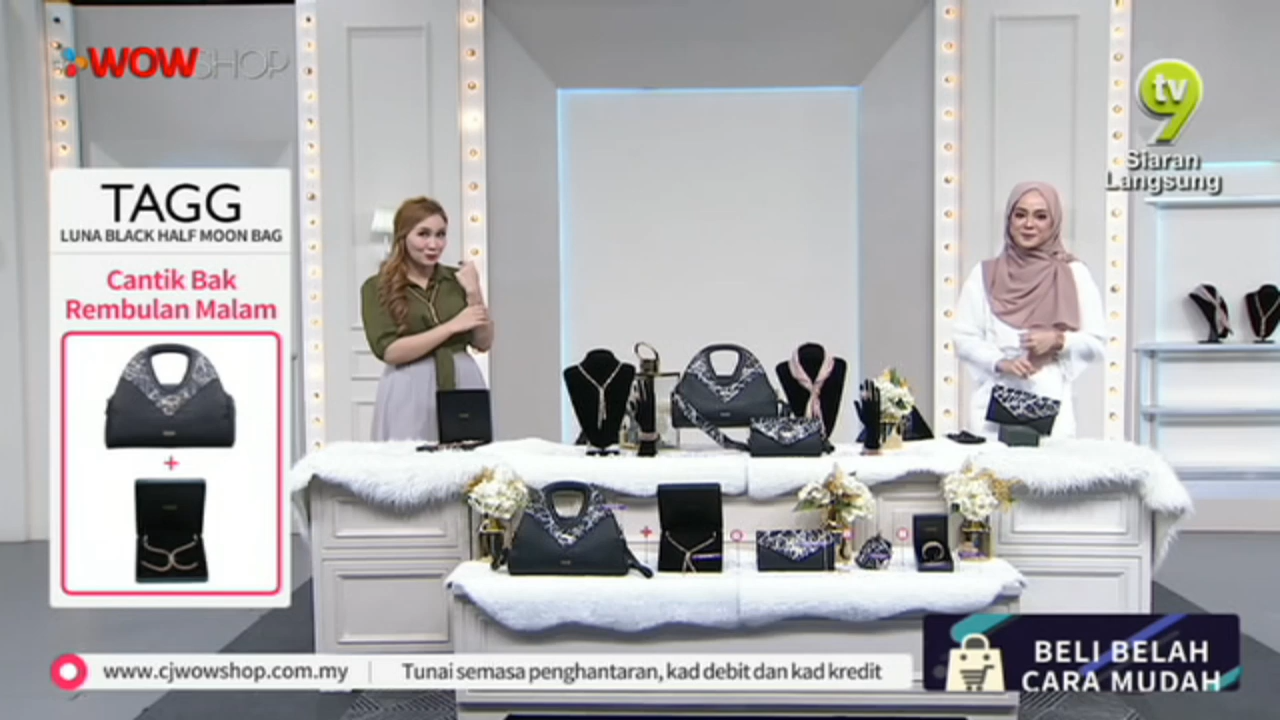 WOWSHOP
tv9
Siaran
Langsung
TAGG
LUNA BLACK HALF MOON BAG
Cantik Bak
Rembulan Malam
+
BELI BELAH
CARA MUDAH
www.cjwowshop.com.my
Tunai semasa penghantaran, kad debit dan kad kredit